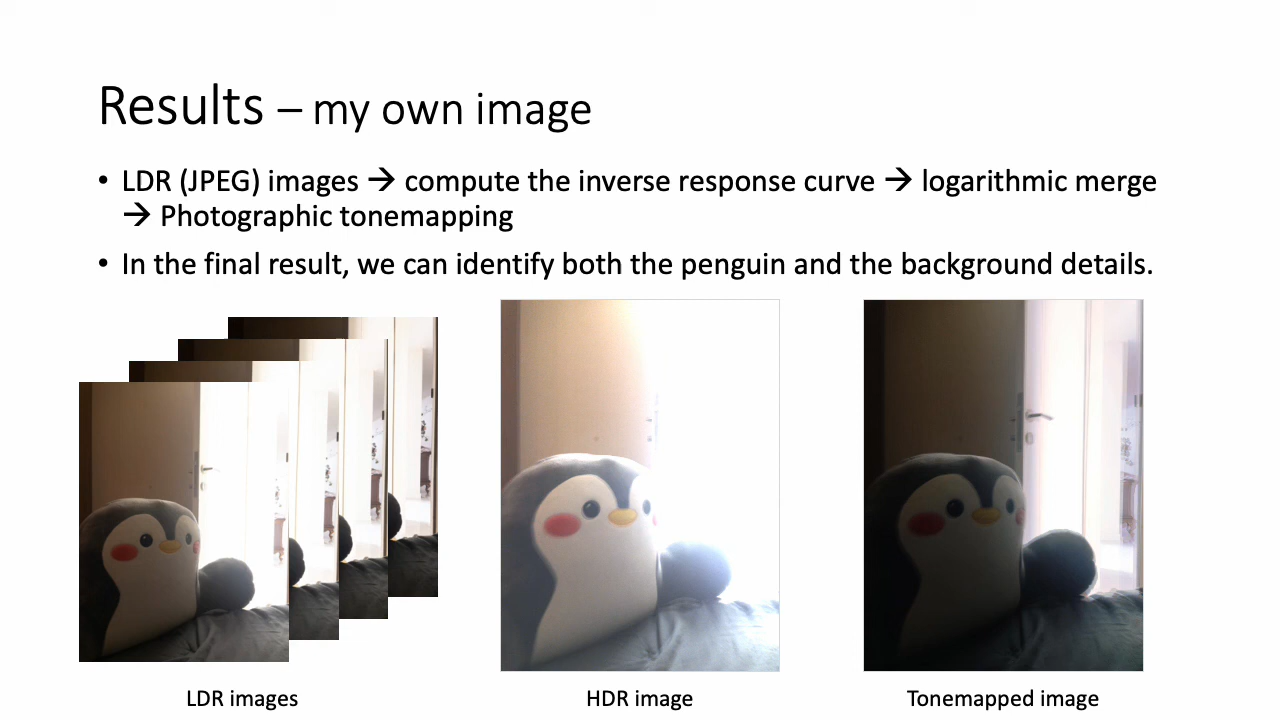 Results – my own image
• LDR (JPEG) images → compute the inverse response curve → logarithmic merge
→ Photographic tonemapping
• In the final result, we can identify both the penguin and the background details.
LDR images
HDR image
Tonemapped image